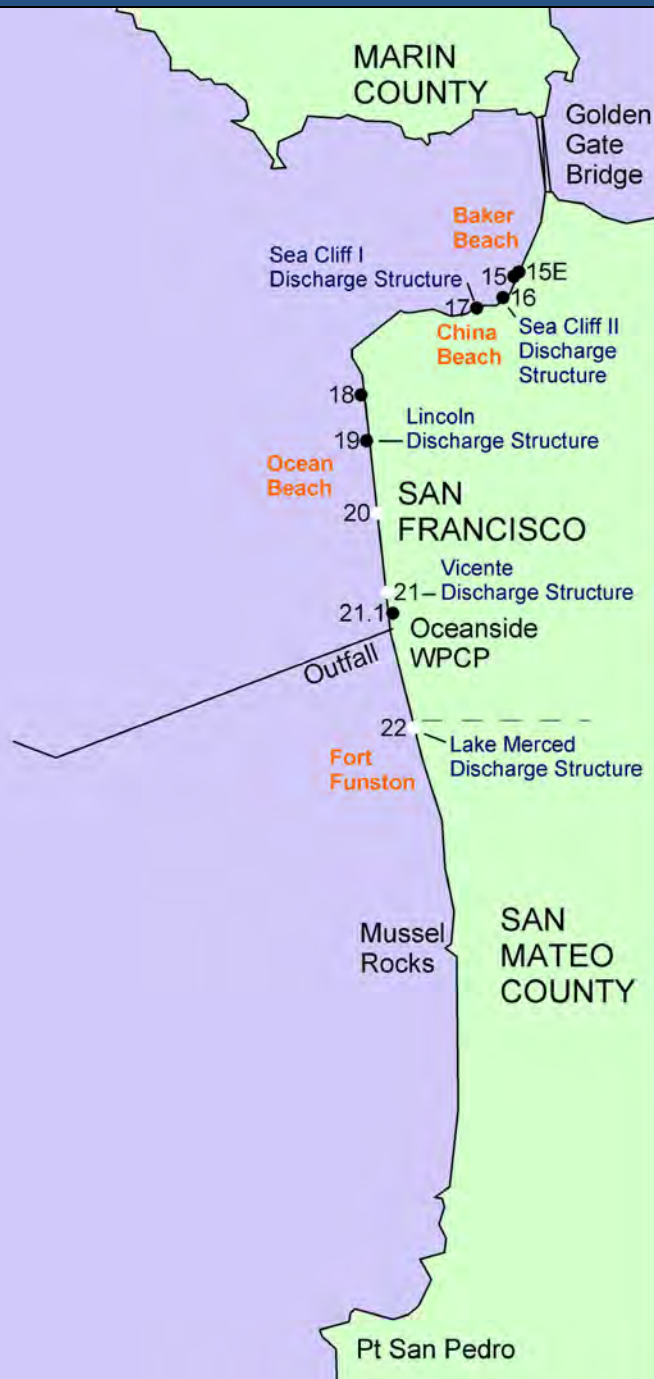 MARIN
COUNTY
Golden
Gate
Bridge
Baker
Beach
Sea Cliff I
Discharge Structure
15
15E
16
17
Sea Cliff II
Discharge
Structure
China
Beach
18
19
Lincoln
Discharge Structure
Ocean
Beach
SAN
FRANCISCO
20
Vicente
Discharge Structure
21
21.1
Oceanside
WPCP
Outfall
22
Lake Merced
Discharge Structure
Fort
Funston
Mussel
Rocks
SAN
MATEO
COUNTY
Pt San Pedro